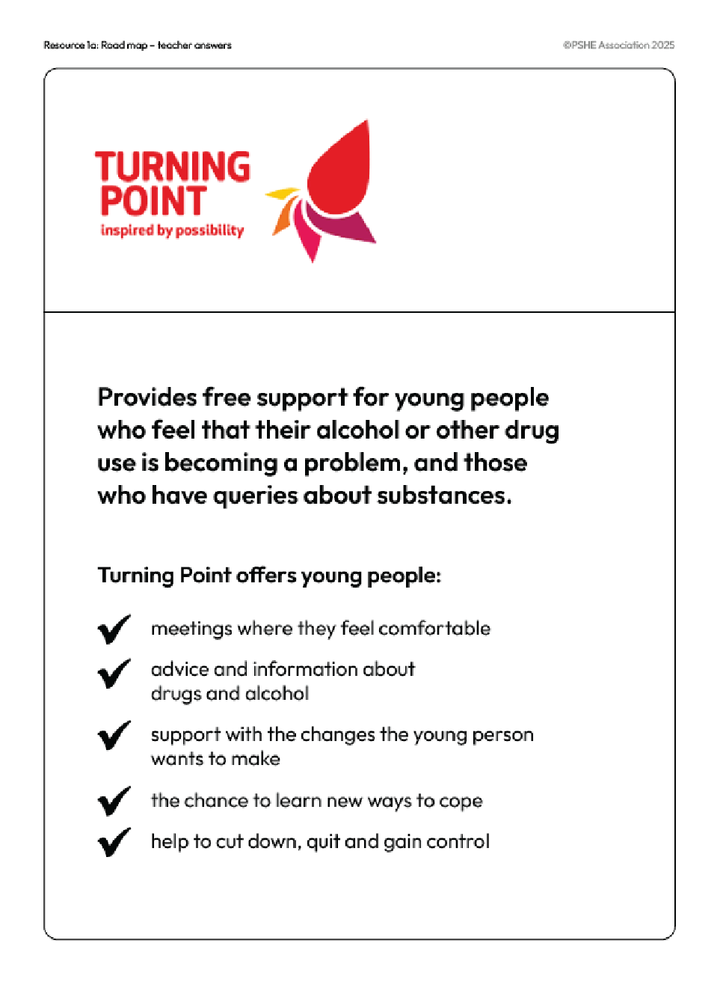 Resource 1a: Road map – teacher answers
©PSHE Association 2025
TURNING
POINT
inspired by possibility
Provides free support for young people
who feel that their alcohol or other drug
use is becoming a problem, and those
who have queries about substances.
Turning Point offers young people:
meetings where they feel comfortable
advice and information about
drugs and alcohol
support with the changes the young person
wants to make
the chance to learn new ways to cope
help to cut down, quit and gain control